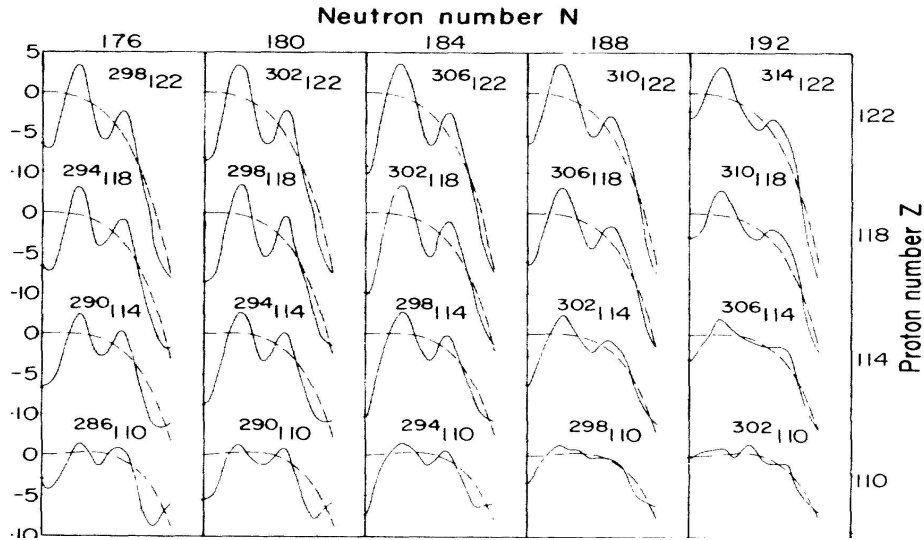 Neutron number N
176 180 184 188 192
5
0 ²⁹⁸122 ³⁰²122 ³⁰⁶122 ³¹⁰122 ³¹⁴122 122
-5
·10
²⁹⁴118 ²⁹⁸118 ³⁰²118 ³⁰⁶118 ³¹⁰118
0 118
-5
-10
²⁹⁰114 ²⁹⁴114 ²⁹⁸114 ³⁰²114 ³⁰⁶114
0 114
-5
·10
²⁸⁶110 ²⁹⁰110 ²⁹⁴110 ²⁹⁸110 ³⁰²110
0 110
-5
·10
Proton number Z